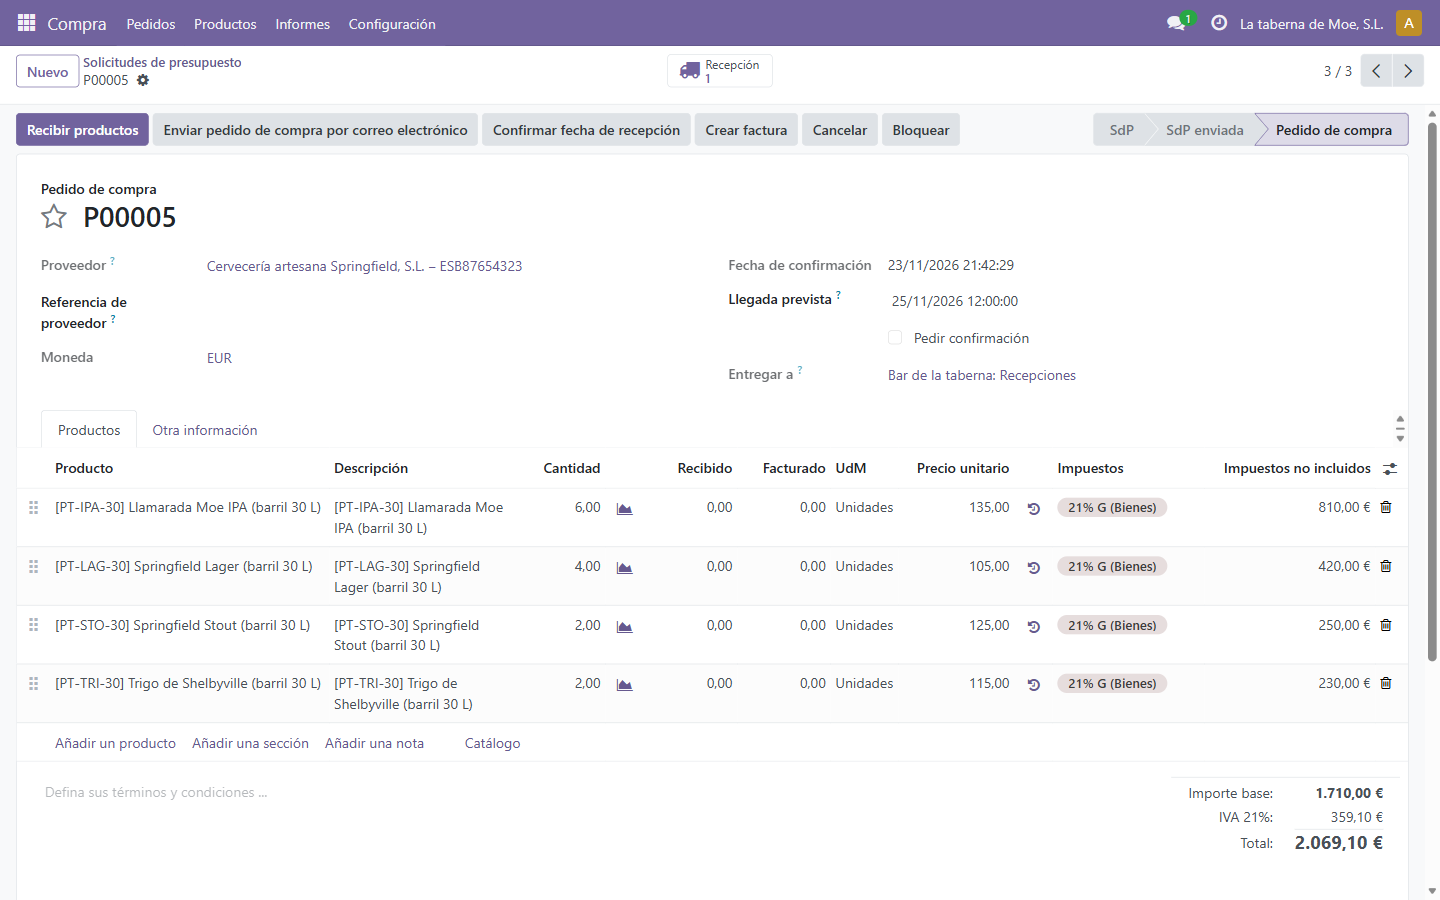 Compra
Pedidos
Productos
Informes
Configuración
1
La taberna de Moe, S.L.
A
Nuevo
Solicitudes de presupuesto
P00005
Recepción
1
3 / 3
Recibir productos
Enviar pedido de compra por correo electrónico
Confirmar fecha de recepción
Crear factura
Cancelar
Bloquear
SdP
SdP enviada
Pedido de compra
Pedido de compra
P00005
Proveedor ?
Cervecería artesana Springfield, S.L. – ESB87654323
Referencia de
proveedor ?
Moneda
EUR
Fecha de confirmación
23/11/2026 21:42:29
Llegada prevista ?
25/11/2026 12:00:00
Pedir confirmación
Entregar a ?
Bar de la taberna: Recepciones
Productos
Otra información
Producto Descripción Cantidad Recibido Facturado UdM Precio unitario Impuestos Impuestos no incluidos
[PT-IPA-30] Llamarada Moe IPA (barril 30 L) [PT-IPA-30] Llamarada Moe 6,00 0,00 0,00 Unidades 135,00 21% G (Bienes) 810,00 €
IPA (barril 30 L)
[PT-LAG-30] Springfield Lager (barril 30 L) [PT-LAG-30] Springfield 4,00 0,00 0,00 Unidades 105,00 21% G (Bienes) 420,00 €
Lager (barril 30 L)
[PT-STO-30] Springfield Stout (barril 30 L) [PT-STO-30] Springfield 2,00 0,00 0,00 Unidades 125,00 21% G (Bienes) 250,00 €
Stout (barril 30 L)
[PT-TRI-30] Trigo de Shelbyville (barril 30 L) [PT-TRI-30] Trigo de 2,00 0,00 0,00 Unidades 115,00 21% G (Bienes) 230,00 €
Shelbyville (barril 30 L)
Añadir un producto
Añadir una sección
Añadir una nota
Catálogo
Defina sus términos y condiciones ...
Importe base: 1.710,00 €
IVA 21%: 359,10 €
Total: 2.069,10 €